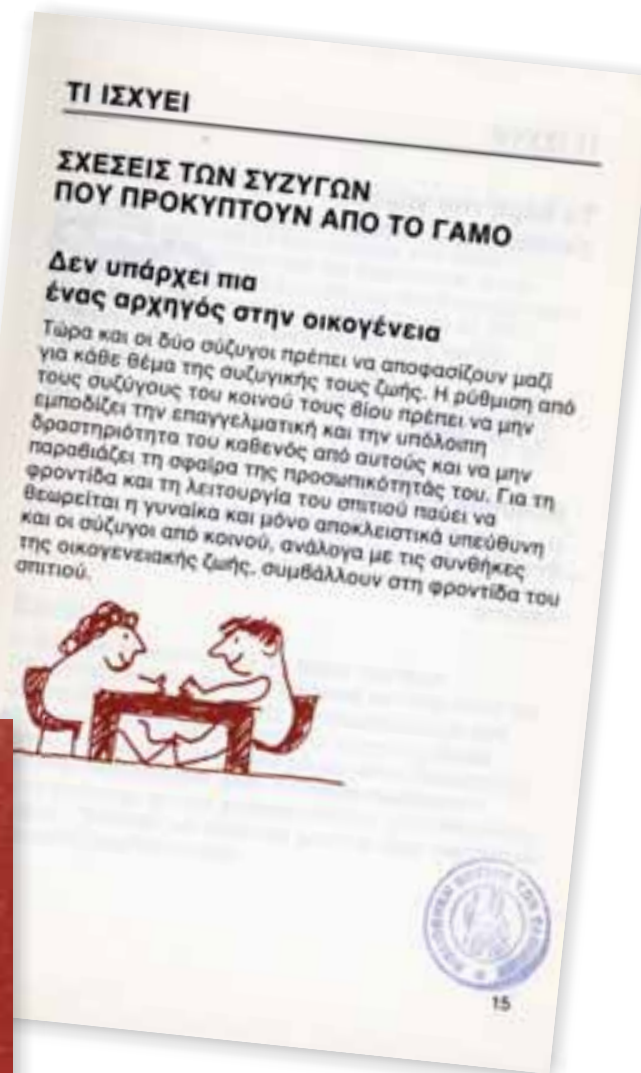 ΤΙ ΙΣΧΥΕΙ
ΣΧΕΣΕΙΣ ΤΩΝ ΣΥΖΥΓΩΝ
ΠΟΥ ΠΡΟΚΥΠΤΟΥΝ ΑΠΟ ΤΟ ΓΑΜΟ
Δεν υπάρχει πια
ένας αρχηγός στην οικογένεια
Τώρα και οι δύο σύζυγοι πρέπει να αποφασίζουν μαζί
για κάθε θέμα της συζυγικής τους ζωής. Η ρύθμιση από
τους συζύγους του κοινού τους βίου πρέπει να μην
εμποδίζει την επαγγελματική και την υπόλοιπη
δραστηριότητα του καθενός από αυτούς και να μην
παραβιάζει τη σφαίρα της προσωπικότητάς του. Για τη
φροντίδα και τη λειτουργία του σπιτιού παύει να
θεωρείται η γυναίκα και μόνο αποκλειστικά υπεύθυνη
και οι σύζυγοι από κοινού, ανάλογα με τις συνθήκες
της οικογενειακής ζωής, συμβάλλουν στη φροντίδα του
σπιτιού.
15